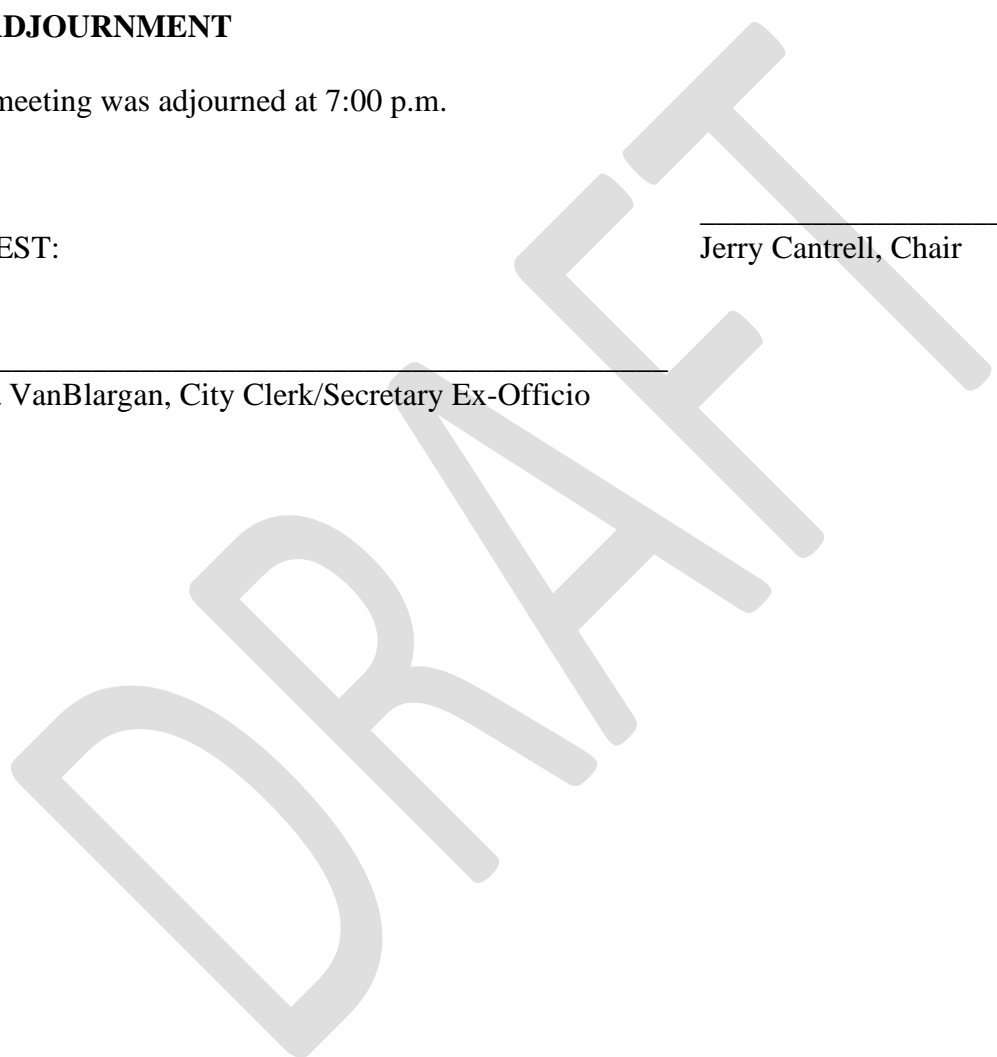 ADJOURNMENT
meeting was adjourned at 7:00 p.m.
EST:
Jerry Cantrell, Chair
VanBlargan, City Clerk/Secretary Ex-Officio
DRAFT